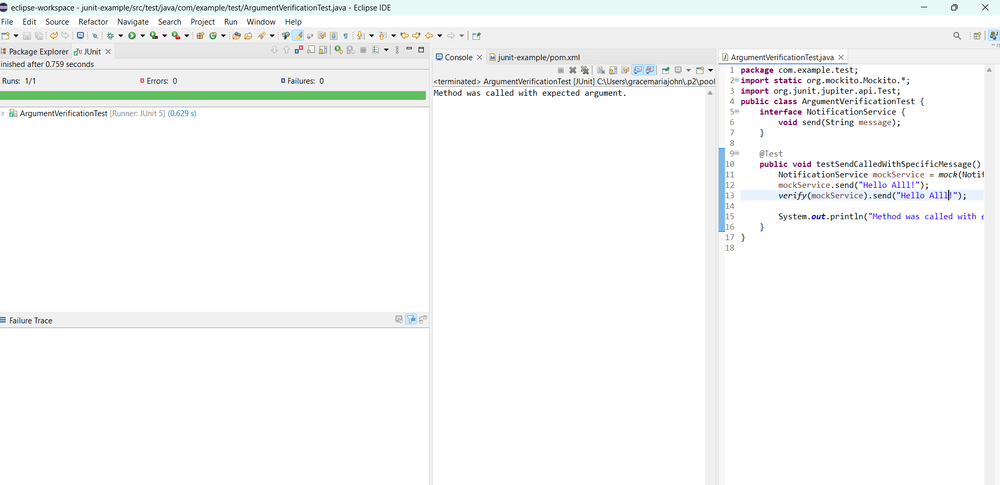 eclipse-workspace - junit-example/src/test/java/com/example/test/ArgumentVerificationTest.java - Eclipse IDE
File Edit Source Refactor Navigate Search Project Run Window Help
Package Explorer JUnit
inished after 0.759 seconds
Runs: 1/1 Errors: 0 Failures: 0
ArgumentVerificationTest [Runner: JUnit 5] (0.629 s)
Failure Trace
Console junit-example/pom.xml
<terminated> ArgumentVerificationTest [JUnit] C:\Users\gracemariajohn\.p2\pool
Method was called with expected argument.
ArgumentVerificationTest.java
1 package com.example.test;
2 import static org.mockito.Mockito.*;
3 import org.junit.jupiter.api.Test;
4 public class ArgumentVerificationTest {
5 interface NotificationService {
6 void send(String message);
7 }
8
9 @Test
10 public void testSendCalledWithSpecificMessage()
11 NotificationService mockService = mock(Notif
12 mockService.send("Hello Alll!");
13 verify(mockService).send("Hello Alll!");
14
15 System.out.println("Method was called with e
16 }
17 }
18